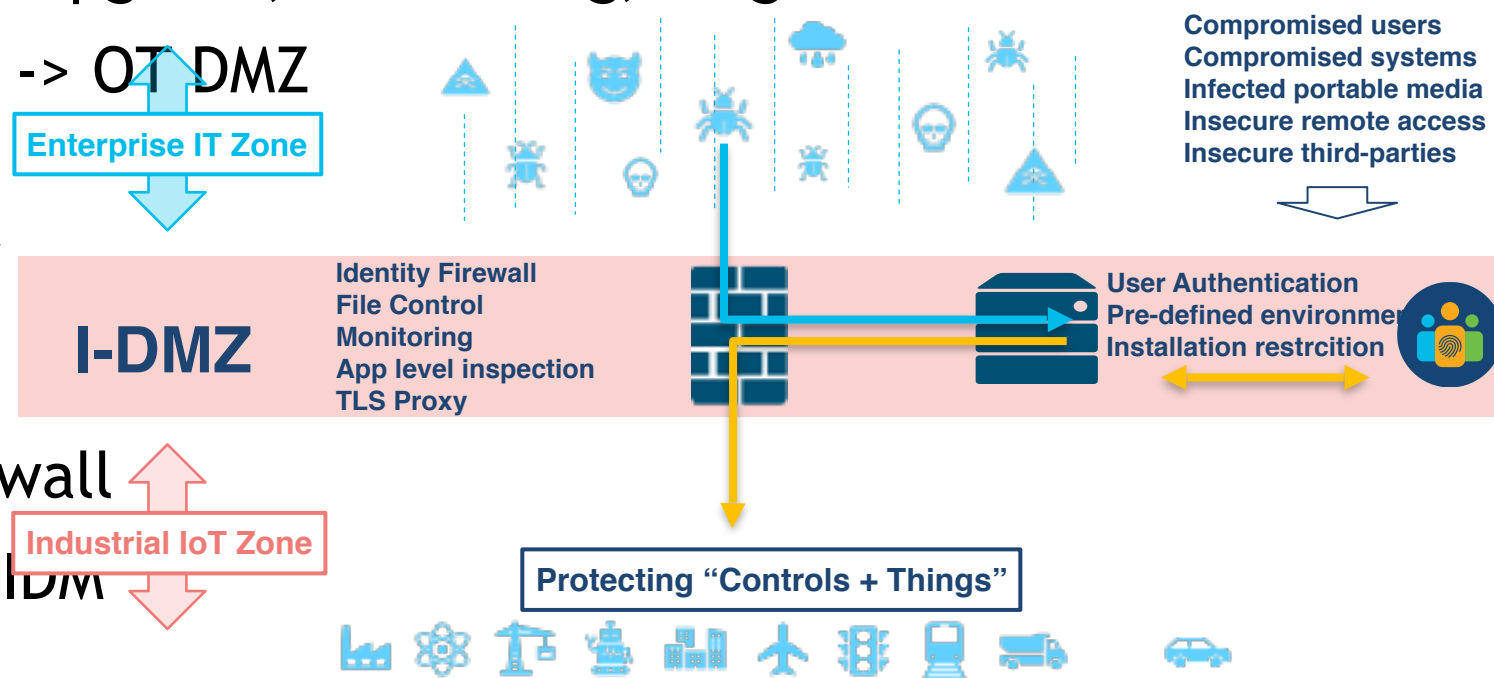 -> OT DMZ
Enterprise IT Zone
Compromised users
Compromised systems
Infected portable media
Insecure remote access
Insecure third-parties
I-DMZ
Identity Firewall
File Control
Monitoring
App level inspection
TLS Proxy
User Authentication
Pre-defined
Installation restrcition
Industrial IoT Zone
IDM
Protecting “Controls + Things”